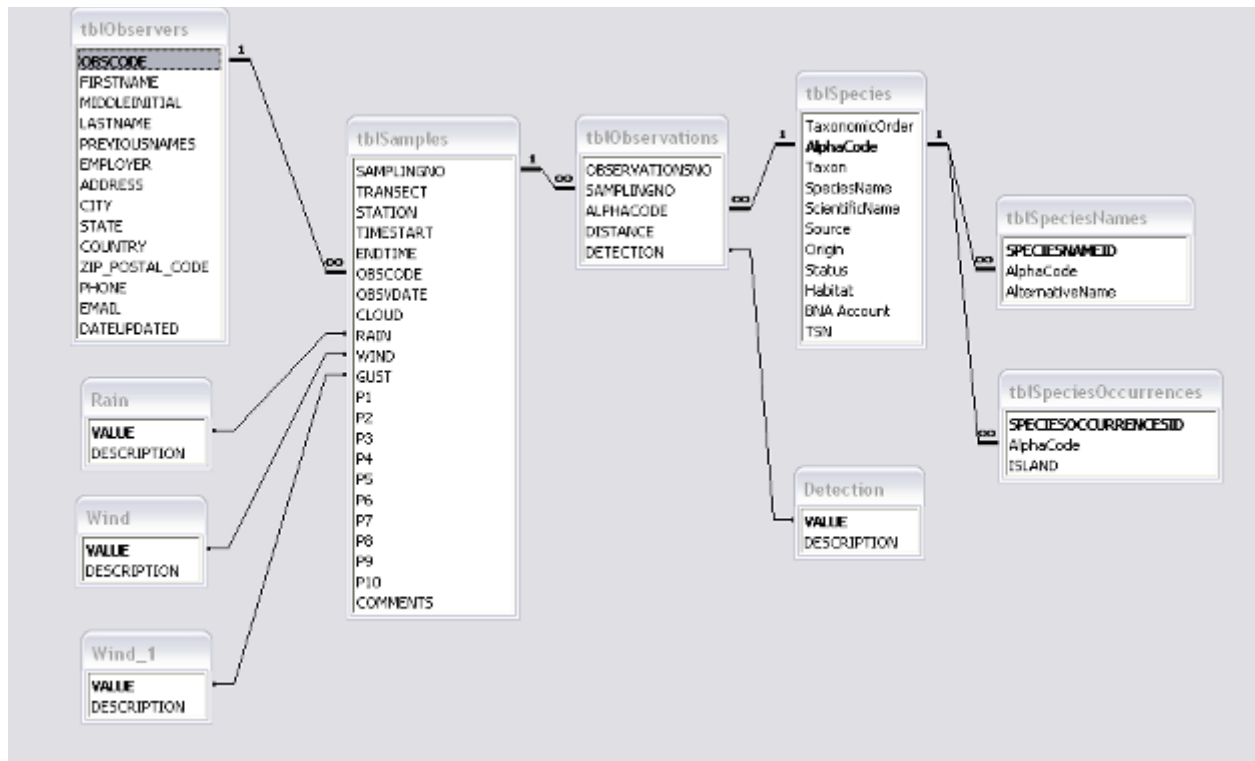 tblObservers
OBSCODE
FIRSTNAME
MIDDLEINITIAL
LASTNAME
PREVIOUSNAMES
EMPLOYER
ADDRESS
CITY
STATE
COUNTRY
ZIP_POSTAL_CODE
PHONE
EMAIL
DATEUPDATED
1
∞
Rain
VALUE
DESCRIPTION
Wind
VALUE
DESCRIPTION
Wind_1
VALUE
DESCRIPTION
tblSamples
SAMPLINGNO
TRANSECT
STATION
TIMESTART
ENDTIME
OBSCODE
OBSVDATE
CLOUD
RAIN
WIND
GUST
P1
P2
P3
P4
P5
P6
P7
P8
P9
P10
COMMENTS
1
∞
tblObservations
OBSERVATIONSNO
SAMPLINGNO
ALPHACODE
DISTANCE
DETECTION
∞
1
tblSpecies
TaxonomicOrder
AlphaCode
Taxon
SpeciesName
ScientificName
Source
Origin
Status
Habitat
BNA Account
TSN
1
∞
∞
Detection
VALUE
DESCRIPTION
tblSpeciesNames
SPECIESNAMEID
AlphaCode
AlternativeName
tblSpeciesOccurrences
SPECIESOCCURRENCESID
AlphaCode
ISLAND